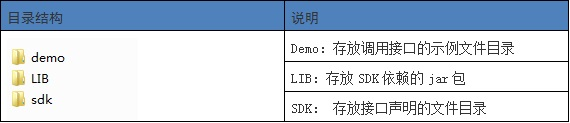 目录结构
说明
demo
LIB
sdk
Demo：存放调用接口的示例文件目录
LIB：存放 SDK 依赖的 jar 包
SDK： 存放接口声明的文件目录